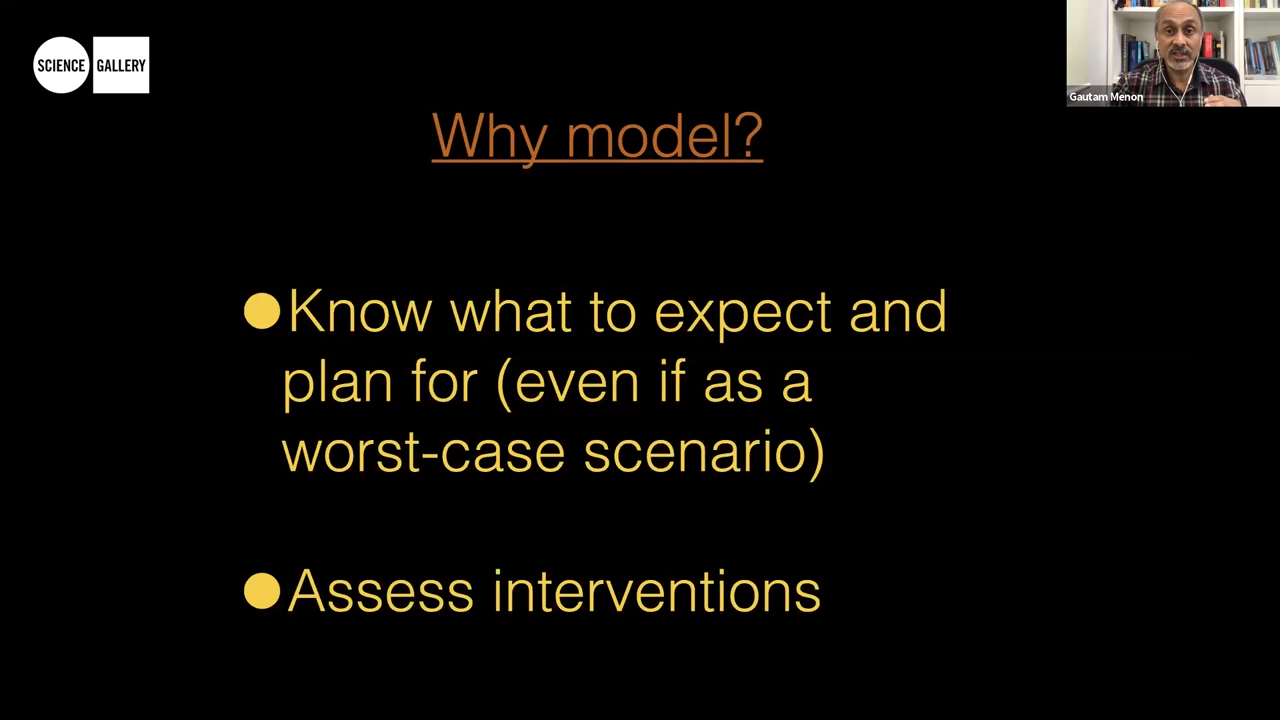 SCIENCE GALLERY
Gautam Menon
Why model?
●Know what to expect and
plan for (even if as a
worst-case scenario)
●Assess interventions